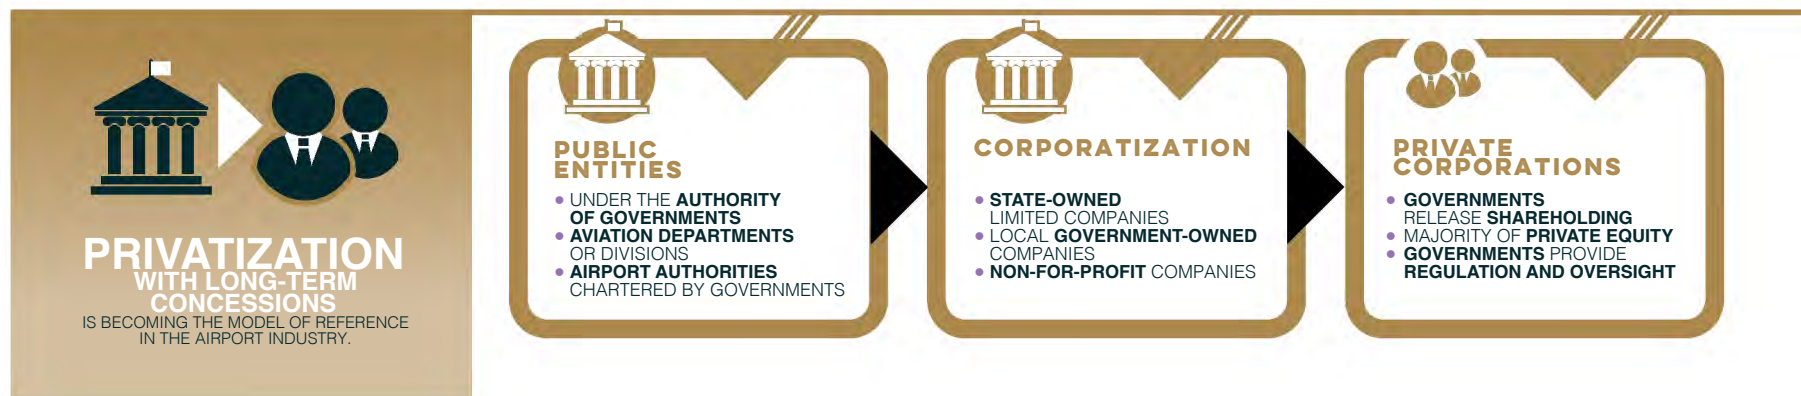 PRIVATIZATION
WITH LONG-TERM
CONCESSIONS
IS BECOMING THE MODEL OF REFERENCE
IN THE AIRPORT INDUSTRY.
PUBLIC
ENTITIES
• UNDER THE AUTHORITY
OF GOVERNMENTS
• AVIATION DEPARTMENTS
OR DIVISIONS
• AIRPORT AUTHORITIES
CHARTERED BY GOVERNMENTS
CORPORATIZATION
• STATE-OWNED
LIMITED COMPANIES
• LOCAL GOVERNMENT-OWNED
COMPANIES
• NON-FOR-PROFIT COMPANIES
PRIVATE
CORPORATIONS
• GOVERNMENTS
RELEASE SHAREHOLDING
• MAJORITY OF PRIVATE EQUITY
• GOVERNMENTS PROVIDE
REGULATION AND OVERSIGHT